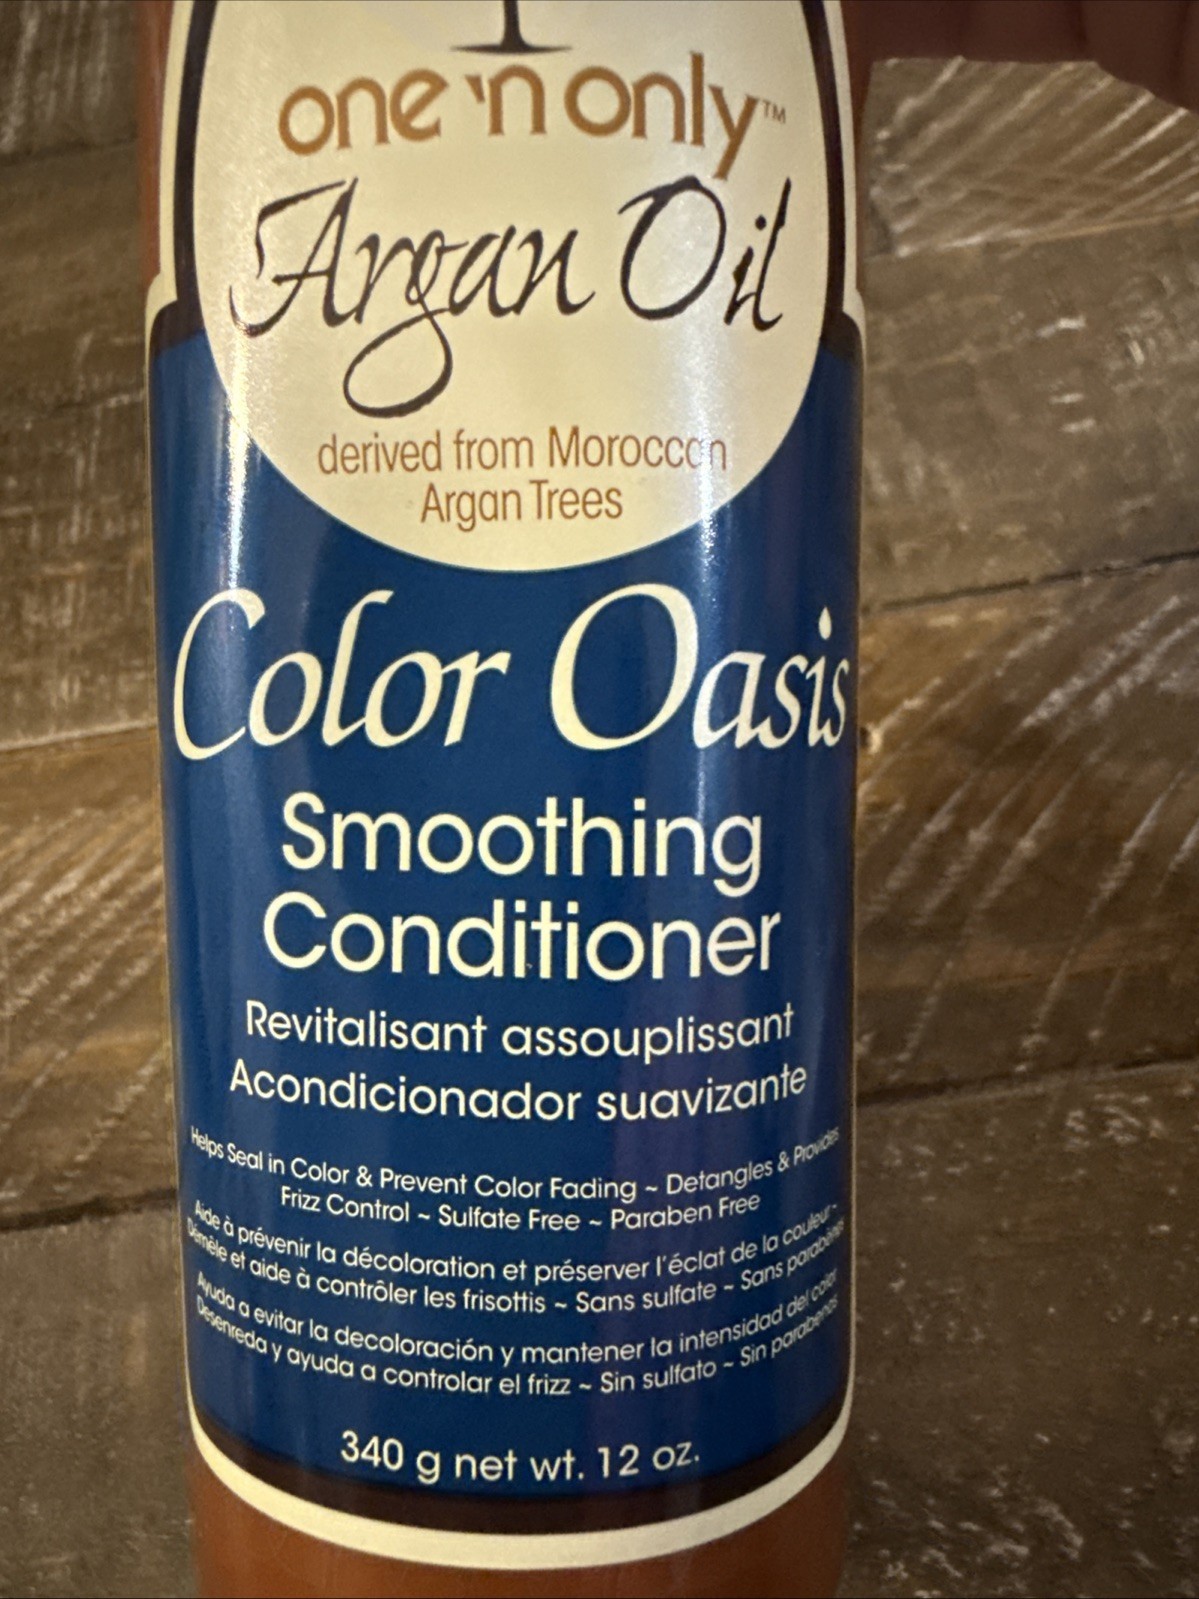 one 'n only™
Argan Oil
derived from Moroccan
Argan Trees
Color Oasis
Smoothing
Conditioner
Revitalisant assouplissant
Acondicionador suavizante
Helps Seal in Color & Prevent Color Fading ~ Detangles & Provides
Frizz Control ~ Sulfate Free ~ Paraben Free
Aide à prévenir la décoloration et préserver l'éclat de la couleur ~
Démêle et aide à contrôler les frisottis ~ Sans sulfate ~ Sans parabènes
Ayuda a evitar la decoloración y mantener la intensidad del color
Desenreda y ayuda a controlar el frizz ~ Sin sulfato ~ Sin parabenos
340 g net wt. 12 oz.